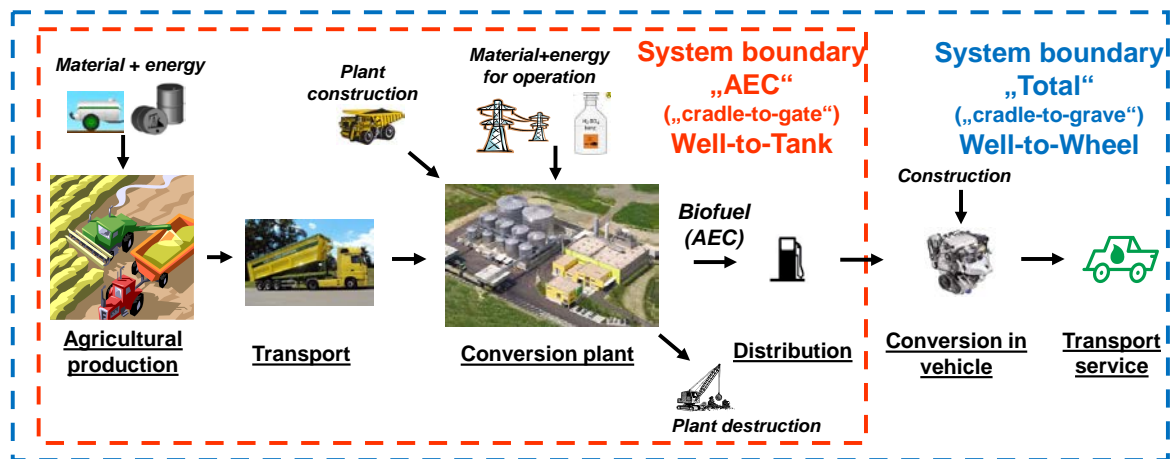 Material + energy
Plant
construction
Material+energy
for operation
System boundary
„AEC“
(„cradle-to-gate“)
Well-to-Tank
System boundary
„Total“
(„cradle-to-grave“)
Well-to-Wheel
Construction
Biofuel
(AEC)
Agricultural
production
Transport
Conversion plant
Distribution
Conversion in
vehicle
Transport
service
Plant destruction